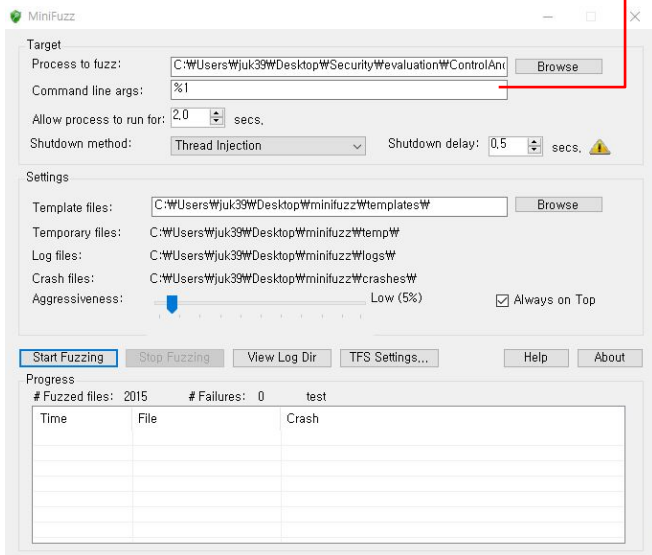 MiniFuzz
Target
Process to fuzz: C:₩Users₩juk39₩Desktop₩Security₩evaluation₩ControlAnd Browse
Command line args: %1
Allow process to run for: 2,0 secs,
Shutdown method: Thread Injection Shutdown delay: 0,5 secs,
Settings
Template files: C:₩Users₩juk39₩Desktop₩minifuzz₩templates₩ Browse
Temporary files: C:₩Users₩juk39₩Desktop₩minifuzz₩temp₩
Log files: C:₩Users₩juk39₩Desktop₩minifuzz₩logs₩
Crash files: C:₩Users₩juk39₩Desktop₩minifuzz₩crashes₩
Aggressiveness: Low (5%) Always on Top
Start Fuzzing Stop Fuzzing View Log Dir TFS Settings,,, Help About
Progress
# Fuzzed files: 2015 # Failures: 0 test
Time File Crash